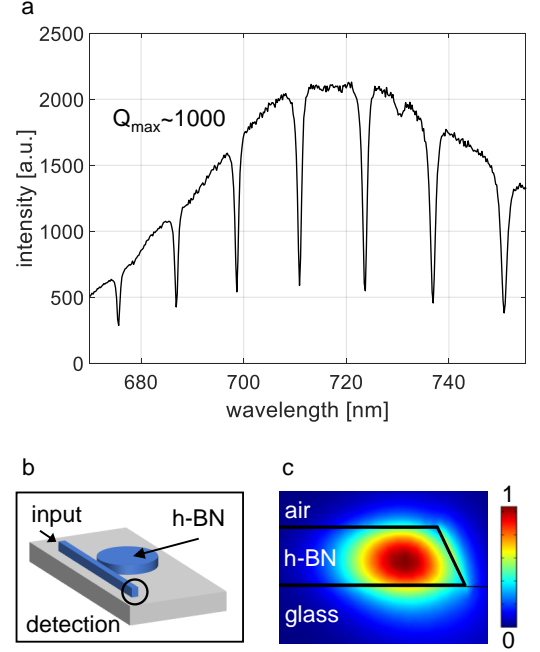 a
2500
2000
1500
1000
500
0
intensity [a.u.]
Qmax~1000
680 700 720 740
wavelength [nm]
b
input
h-BN
detection
c
air
h-BN
glass
1
0